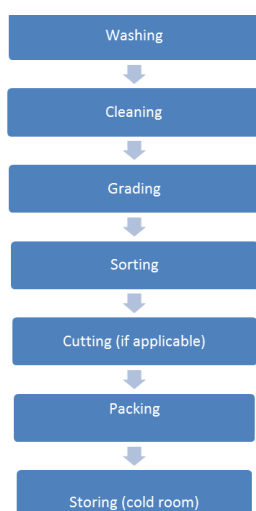 Washing
Cleaning
Grading
Sorting
Cutting (if applicable)
Packing
Storing (cold room)